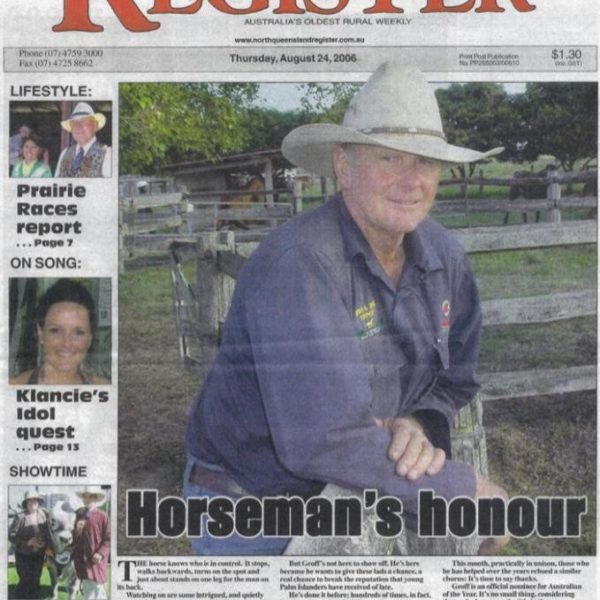 REGISTER
AUSTRALIA'S OLDEST RURAL WEEKLY
www.northqueenslandregister.com.au
Phone (07) 4759 3000
Fax (07) 4725 8662
Thursday, August 24, 2006
Print Post Publication
$1.30
(inc. GST)
LIFESTYLE:
Prairie
Races
report
...Page 7
ON SONG:
Klancie's
Idol
quest
...Page 13
SHOWTIME
Horseman's honour
THE horse knows who is in control. It stops,
walks backwards, turns on the spot and
just about stands on one leg for the man on
its back.
Watching on are some intrigued, and quietly
But Geoff's not here to show off. He's here
because he wants to give these lads a chance, a
real chance to break the reputation that young
Palm Islanders have received of late.
He's done it before; hundreds of times, in fact,
This month, practically in unison, those who
he has helped over the years echoed a similar
chorus: It's time to say thanks.
Geoff is an official nominee for Australian
of the Year. It's no small thing, considering